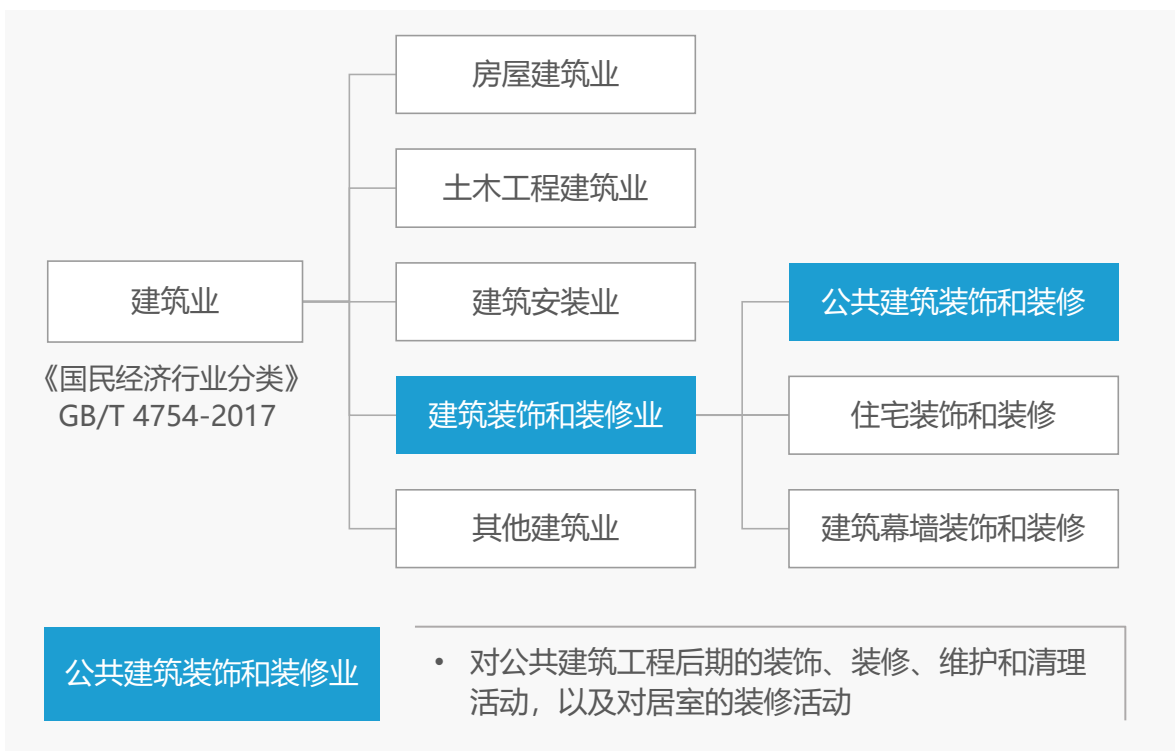 房屋建筑业
土木工程建筑业
建筑业
《国民经济行业分类》
GB/T 4754-2017
建筑安装业
建筑装饰和装修业
其他建筑业
公共建筑装饰和装修
住宅装饰和装修
建筑幕墙装饰和装修
公共建筑装饰和装修业
• 对公共建筑工程后期的装饰、装修、维护和清理
活动，以及对居室的装修活动